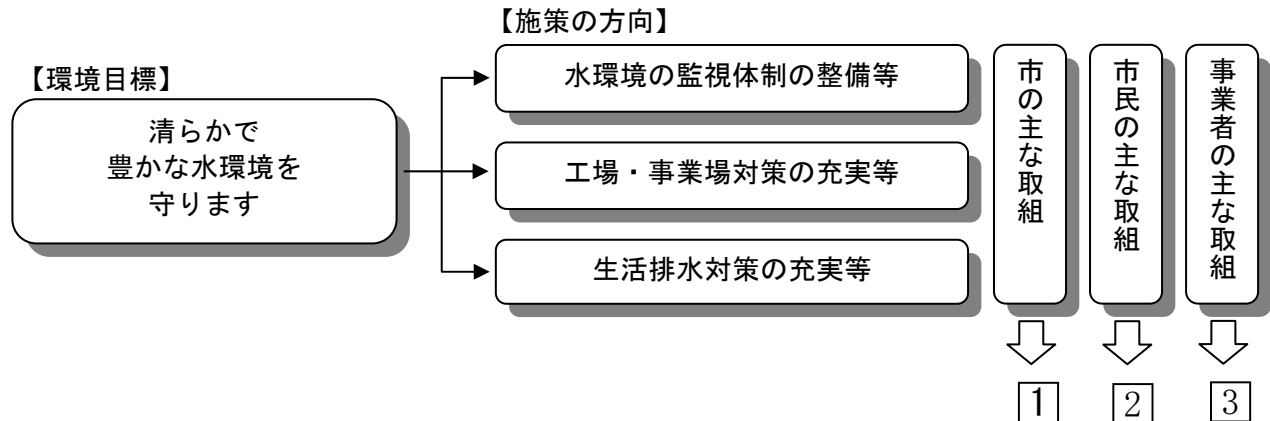 【施策の方向】
【環境目標】
清らかで
豊かな水環境を
守ります
水環境の監視体制の整備等
工場・事業場対策の充実等
生活排水対策の充実等
市の主な取組
市民の主な取組
事業者の主な取組
1
2
3